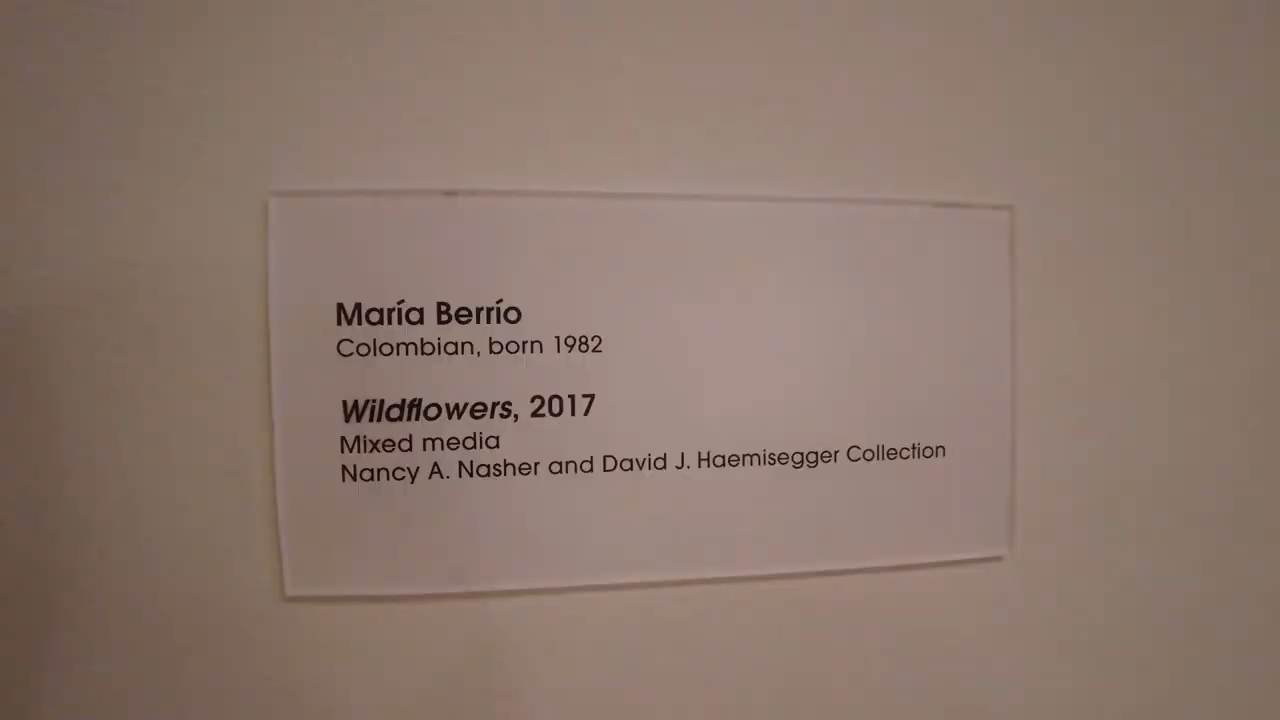 María Berrío
Colombian, born 1982
Wildflowers, 2017
Mixed media
Nancy A. Nasher and David J. Haemisegger Collection